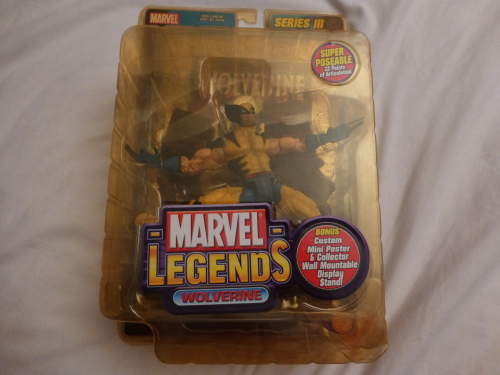 MARVEL
SERIES III
SUPER
POSEABLE
WOLVERINE
MARVEL
LEGENDS
WOLVERINE
BONUS
Custom
Mini Poster
& Collector
Wall Mountable
Display
Stand!